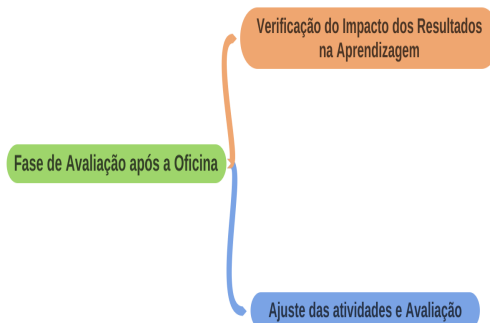 Verificação do Impacto dos Resultados
na Aprendizagem
Fase de Avaliação após a Oficina
Ajuste das atividades e Avaliação